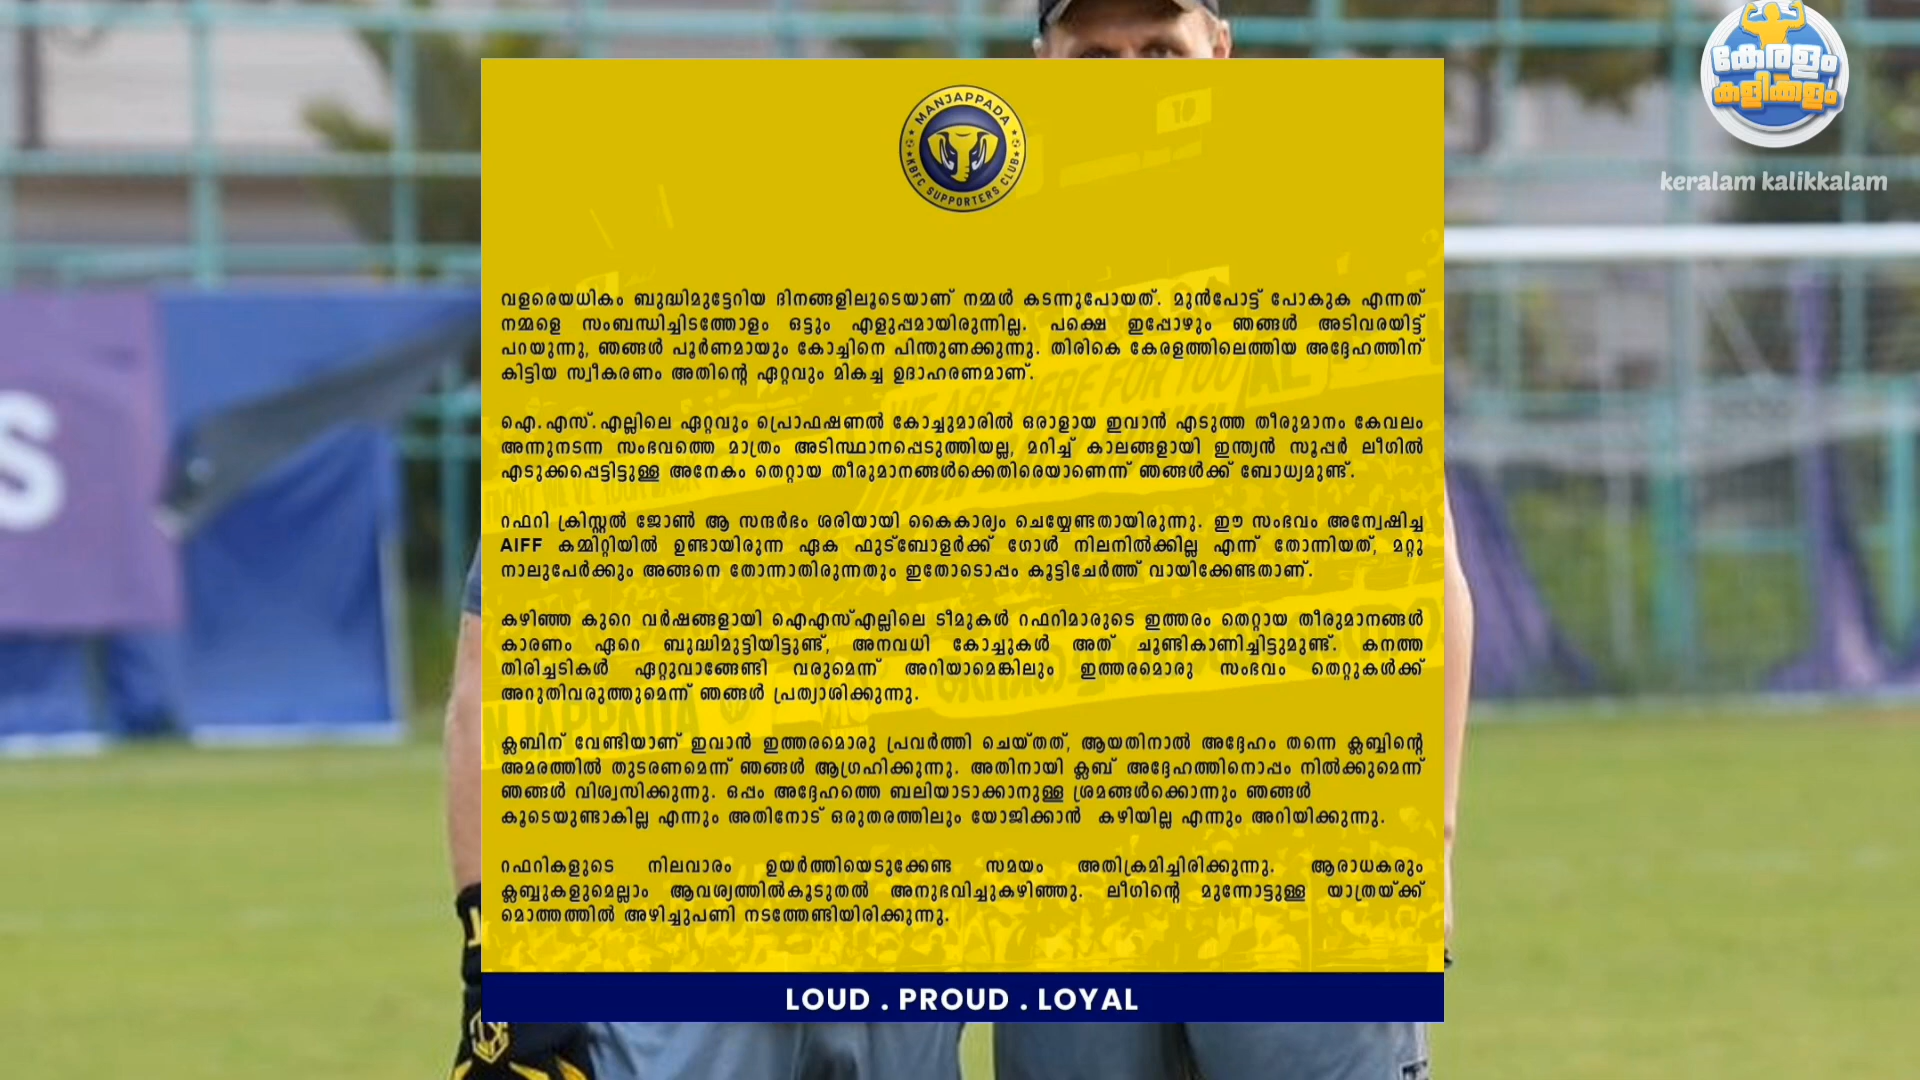 കേരളം
കളിക്കളം
keralam kalikkalam
MANJAPPADA
KBFC SUPPORTERS CLUB
വളരെയധികം ബുദ്ധിമുട്ടേറിയ ദിനങ്ങളിലൂടെയാണ് നമ്മൾ കടന്നുപോയത്. മുൻപോട്ട് പോകുക എന്നത്
നമ്മളെ സംബന്ധിച്ചിടത്തോളം ഒട്ടും എളുപ്പമായിരുന്നില്ല. പക്ഷെ ഇപ്പോഴും ഞങ്ങൾ അടിവരയിട്ട്
പറയുന്നു, ഞങ്ങൾ പൂർണമായും കോച്ചിനെ പിന്തുണക്കുന്നു. തിരികെ കേരളത്തിലെത്തിയ അദ്ദേഹത്തിന്
കിട്ടിയ സ്വീകരണം അതിന്റെ ഏറ്റവും മികച്ച ഉദാഹരണമാണ്.
ഐ.എസ്.എല്ലിലെ ഏറ്റവും പ്രൊഫഷണൽ കോച്ചുമാരിൽ ഒരാളായ ഇവാൻ എടുത്ത തീരുമാനം കേവലം
അന്നുനടന്ന സംഭവത്തെ മാത്രം അടിസ്ഥാനപ്പെടുത്തിയല്ല, മറിച്ച് കാലങ്ങളായി ഇന്ത്യൻ സൂപ്പർ ലീഗിൽ
എടുക്കപ്പെട്ടിട്ടുള്ള അനേകം തെറ്റായ തീരുമാനങ്ങൾക്കെതിരെയാണെന്ന് ഞങ്ങൾക്ക് ബോധ്യമുണ്ട്.
റഫറി ക്രിസ്റ്റൽ ജോൺ ആ സന്ദർഭം ശരിയായി കൈകാര്യം ചെയ്യേണ്ടതായിരുന്നു. ഈ സംഭവം അന്വേഷിച്ച
AIFF കമ്മിറ്റിയിൽ ഉണ്ടായിരുന്ന ഏക ഫുട്ബോളർക്ക് ഗോൾ നിലനിൽക്കില്ല എന്ന് തോന്നിയത്, മറ്റു
നാലുപേർക്കും അങ്ങനെ തോന്നാതിരുന്നതും ഇതോടൊപ്പം കൂട്ടിചേർത്ത് വായിക്കേണ്ടതാണ്.
കഴിഞ്ഞ കുറെ വർഷങ്ങളായി ഐഎസ്എല്ലിലെ ടീമുകൾ റഫറിമാരുടെ ഇത്തരം തെറ്റായ തീരുമാനങ്ങൾ
കാരണം ഏറെ ബുദ്ധിമുട്ടിയിട്ടുണ്ട്, അനവധി കോച്ചുകൾ അത് ചൂണ്ടികാണിച്ചിട്ടുമുണ്ട്. കനത്ത
തിരിച്ചടികൾ ഏറ്റുവാങ്ങേണ്ടി വരുമെന്ന് അറിയാമെങ്കിലും ഇത്തരമൊരു സംഭവം തെറ്റുകൾക്ക്
അറുതിവരുത്തുമെന്ന് ഞങ്ങൾ പ്രത്യാശിക്കുന്നു.
ക്ലബിന് വേണ്ടിയാണ് ഇവാൻ ഇത്തരമൊരു പ്രവർത്തി ചെയ്തത്, ആയതിനാൽ അദ്ദേഹം തന്നെ ക്ലബ്ബിന്റെ
അമരത്തിൽ തുടരണമെന്ന് ഞങ്ങൾ ആഗ്രഹിക്കുന്നു. അതിനായി ക്ലബ് അദ്ദേഹത്തിനൊപ്പം നിൽക്കുമെന്ന്
ഞങ്ങൾ വിശ്വസിക്കുന്നു. ഒപ്പം അദ്ദേഹത്തെ ബലിയാടാക്കാനുള്ള ശ്രമങ്ങൾക്കൊന്നും ഞങ്ങൾ
കൂടെയുണ്ടാകില്ല എന്നും അതിനോട് ഒരുതരത്തിലും യോജിക്കാൻ കഴിയില്ല എന്നും അറിയിക്കുന്നു.
റഫറികളുടെ നിലവാരം ഉയർത്തിയെടുക്കേണ്ട സമയം അതിക്രമിച്ചിരിക്കുന്നു. ആരാധകരും
ക്ലബ്ബുകളുമെല്ലാം ആവശ്യത്തിൽകൂടുതൽ അനുഭവിച്ചുകഴിഞ്ഞു. ലീഗിന്റെ മുന്നോട്ടുള്ള യാത്രയ്ക്ക്
മൊത്തത്തിൽ അഴിച്ചുപണി നടത്തേണ്ടിയിരിക്കുന്നു.
LOUD . PROUD . LOYAL